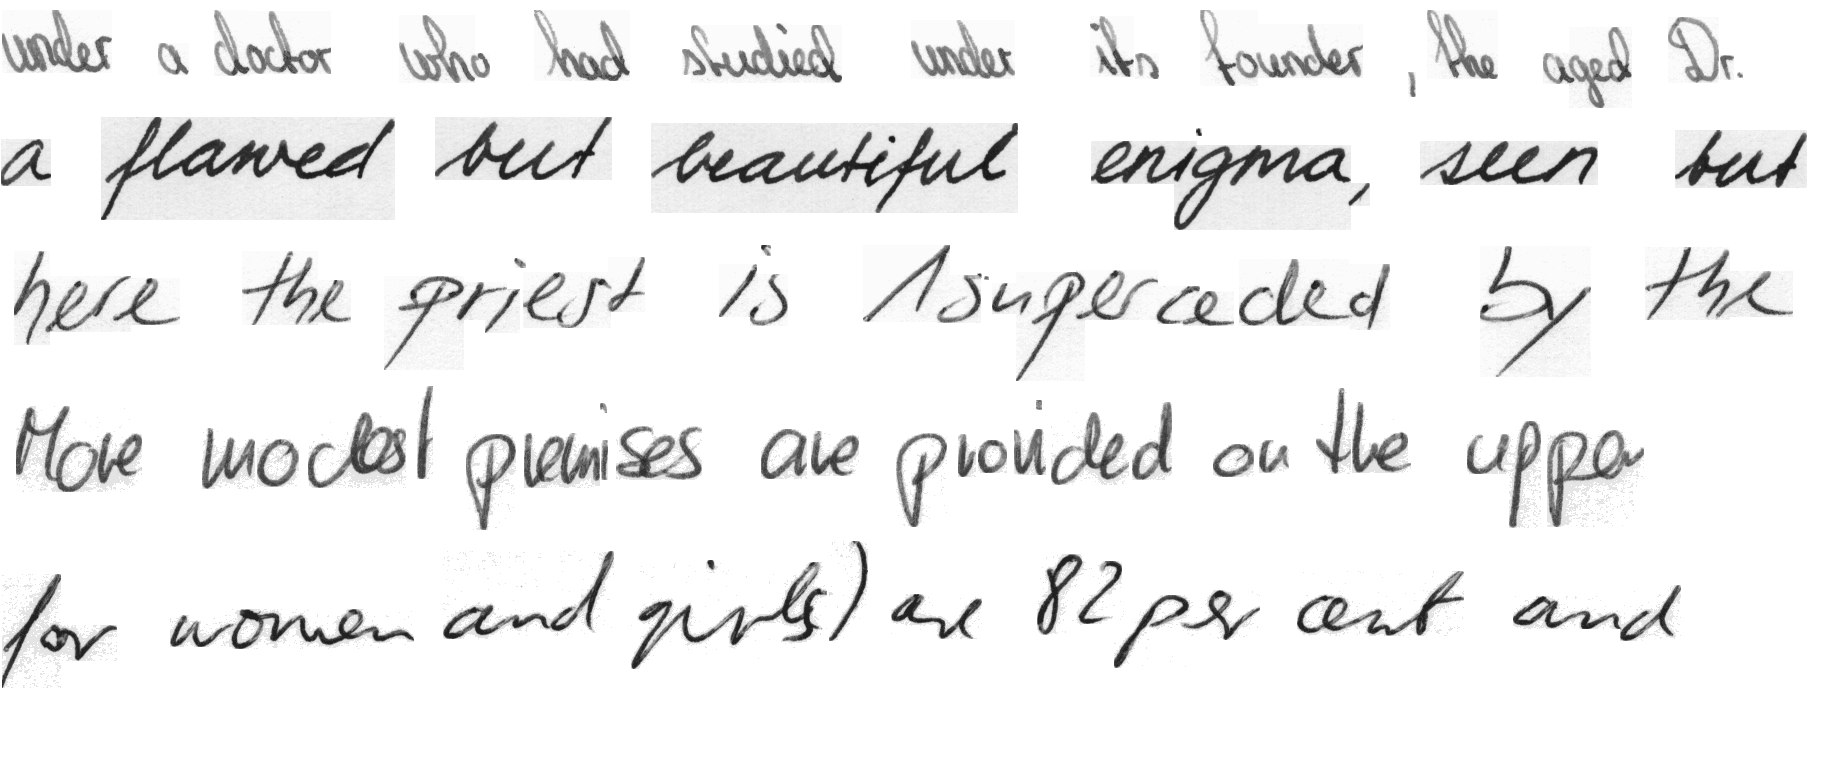 under a doctor who had studied under its founder, the aged Dr.
a flawed but beautiful enigma, seen but
here the priest is 1superceded by the
More modest premises are provided on the upper
for women and girls) are 82 per cent and